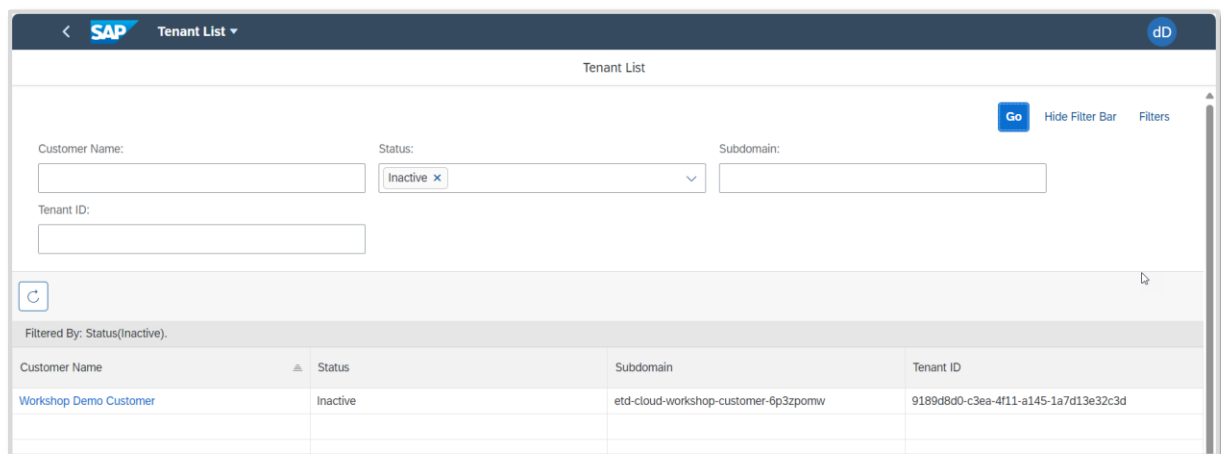 SAP Tenant List dD
Tenant List
Go Hide Filter Bar Filters
Customer Name: Status: Subdomain:
Inactive
Tenant ID:
Filtered By: Status(Inactive).
Customer Name Status Subdomain Tenant ID
Workshop Demo Customer Inactive etd-cloud-workshop-customer-6p3zpomw 9189d8d0-c3ea-4f11-a145-1a7d13e32c3d